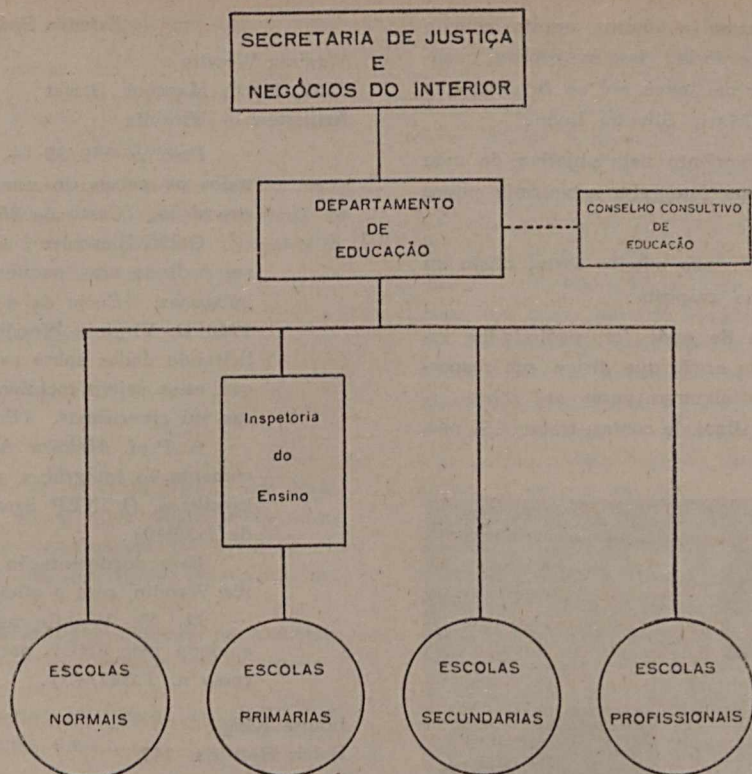 SECRETARIA DE JUSTIÇA
E
NEGÓCIOS DO INTERIOR
DEPARTAMENTO
DE
EDUCAÇÃO
CONSELHO CONSULTIVO
DE
EDUCAÇÃO
Inspetoria
do
Ensino
ESCOLAS
NORMAIS
ESCOLAS
PRIMÁRIAS
ESCOLAS
SECUNDARIAS
ESCOLAS
PROFISSIONAIS